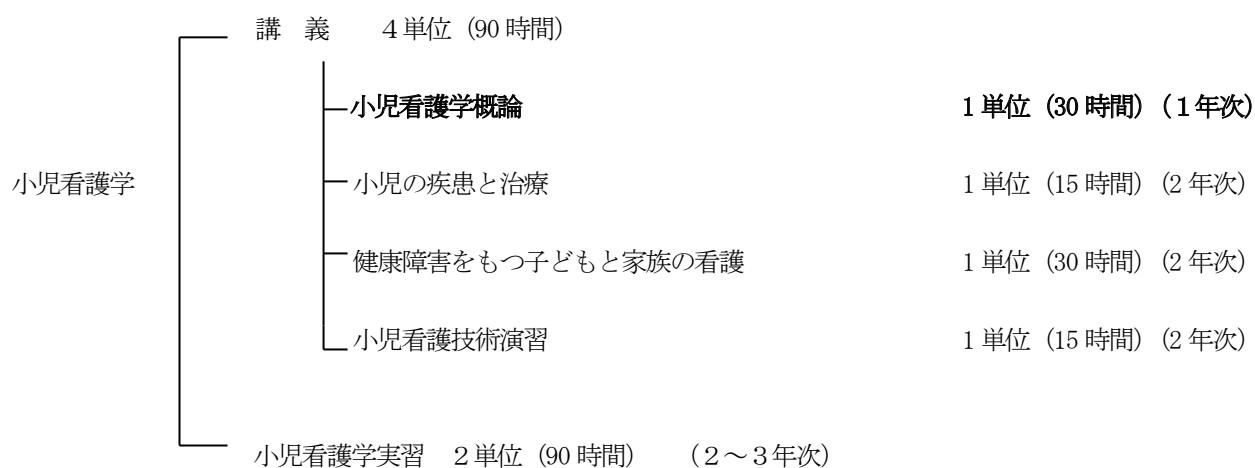 講 義 4単位(90時間)
小児看護学概論 1単位(30時間)(1年次)
小児看護学 小児の疾患と治療 1単位(15時間)(2年次)
健康障害をもつ子どもと家族の看護 1単位(30時間)(2年次)
小児看護技術演習 1単位(15時間)(2年次)
小児看護学実習 2単位(90時間) (2~3年次)